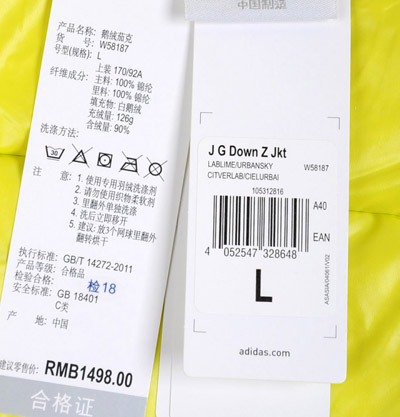 产品名称: 鹅绒茄克
货 号: W58187
号型(规格): L
上装 170/92A
纤维成分: 主料: 100% 锦纶
里料: 100% 锦纶
填充物: 白鹅绒
充绒量: 126g
含绒量: 90%
洗涤方法:
1. 使用专用羽绒洗涤剂
2. 请勿使用织物柔软剂
3. 里翻外单独洗涤
4. 洗后立即移开
5. 建议: 放3个网球里翻外
翻转烘干
执行标准: GB/T 14272-2011
产品等级: 合格品
检验合格: 检18
安全标准: GB 18401
C类
产 地: 中国
建议零售价: RMB1498.00
合格证
中国制造
J G Down Z Jkt
LABLIME/URBANSKY W58187
CITVERLAB/CIELURBAI
105312816
A40
EAN
4 052547 328648
L
ASA/SIA/04061/V02
adidas.com